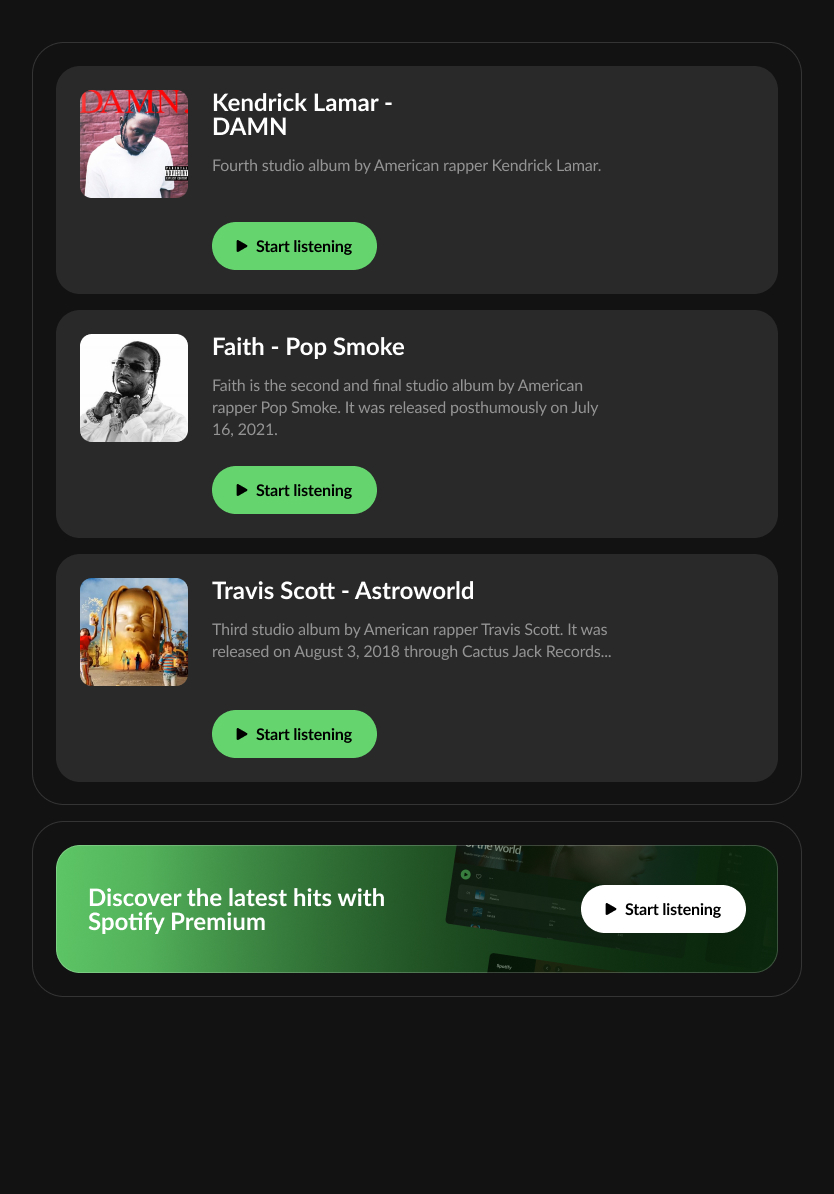 DAMN.
Kendrick Lamar -
DAMN
Fourth studio album by American rapper Kendrick Lamar.
Start listening
Faith - Pop Smoke
Faith is the second and final studio album by American
rapper Pop Smoke. It was released posthumously on July
16, 2021.
Start listening
Travis Scott - Astroworld
Third studio album by American rapper Travis Scott. It was
released on August 3, 2018 through Cactus Jack Records...
Start listening
of the world
Discover the latest hits with
Spotify Premium
Start listening
Spotify